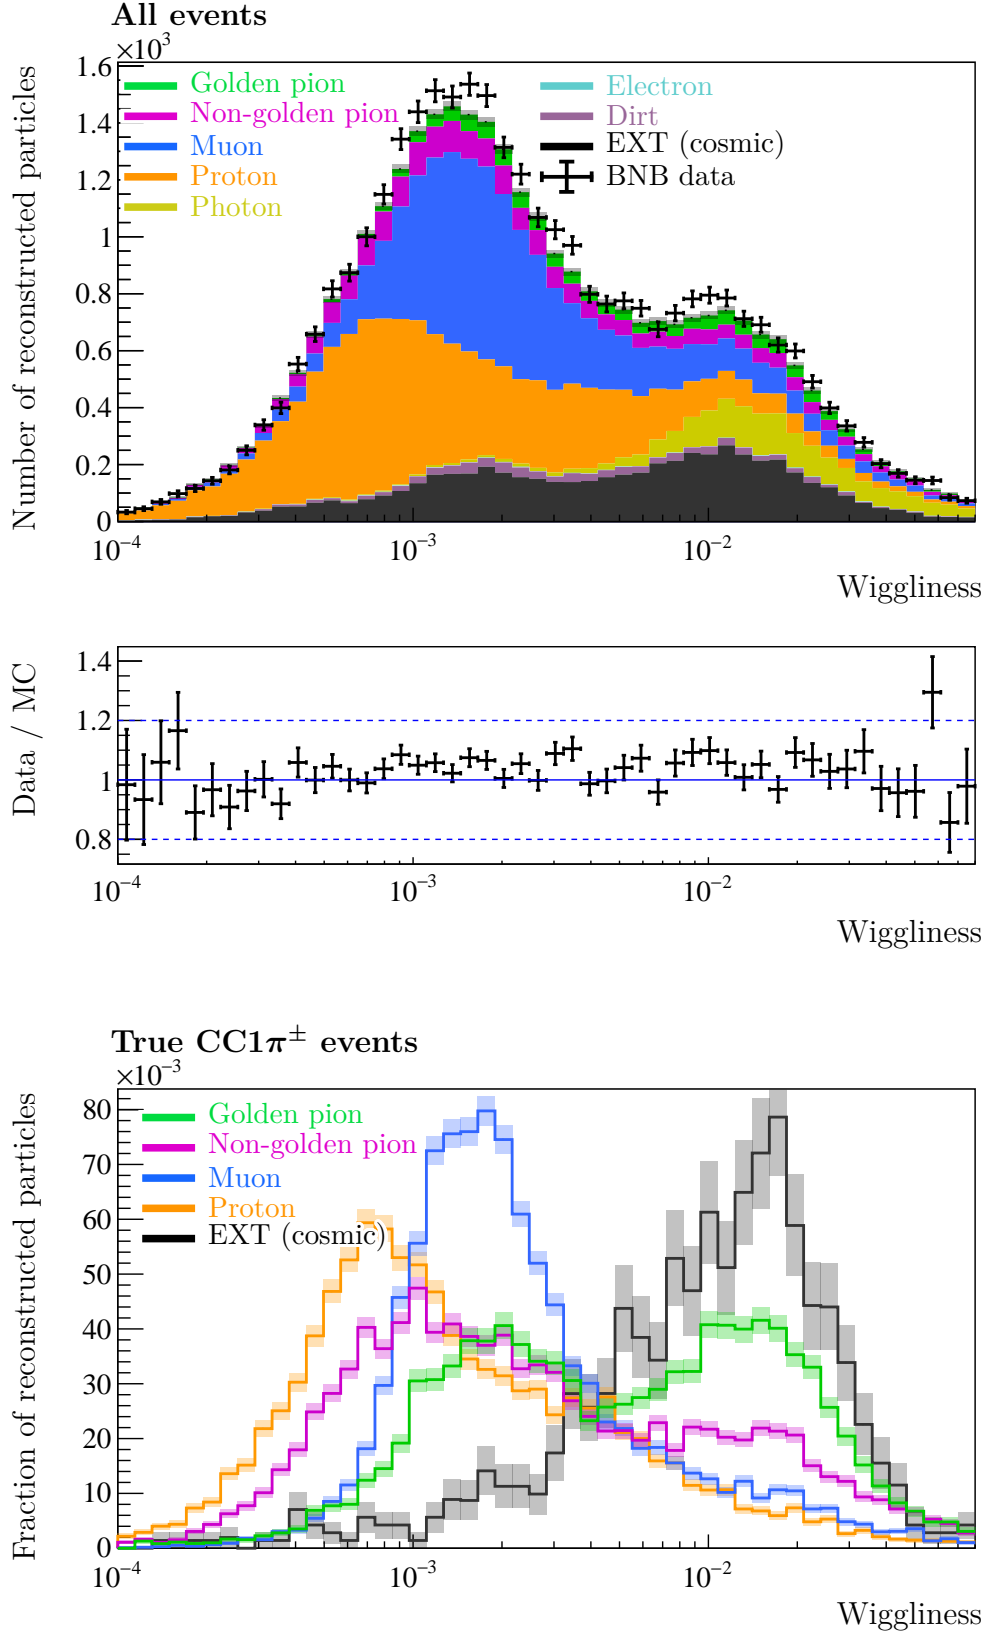 All events
×10³
Number of reconstructed particles
1.6
1.4
1.2
1
0.8
0.6
0.4
0.2
0
Golden pion
Non-golden pion
Muon
Proton
Photon
Electron
Dirt
EXT (cosmic)
BNB data
10⁻⁴ 10⁻³ 10⁻²
Wiggliness
Data / MC
1.4
1.2
1
0.8
10⁻⁴ 10⁻³ 10⁻²
Wiggliness
True CC1π± events
×10⁻³
Fraction of reconstructed particles
80
70
60
50
40
30
20
10
0
Golden pion
Non-golden pion
Muon
Proton
EXT (cosmic)
10⁻⁴ 10⁻³ 10⁻²
Wiggliness